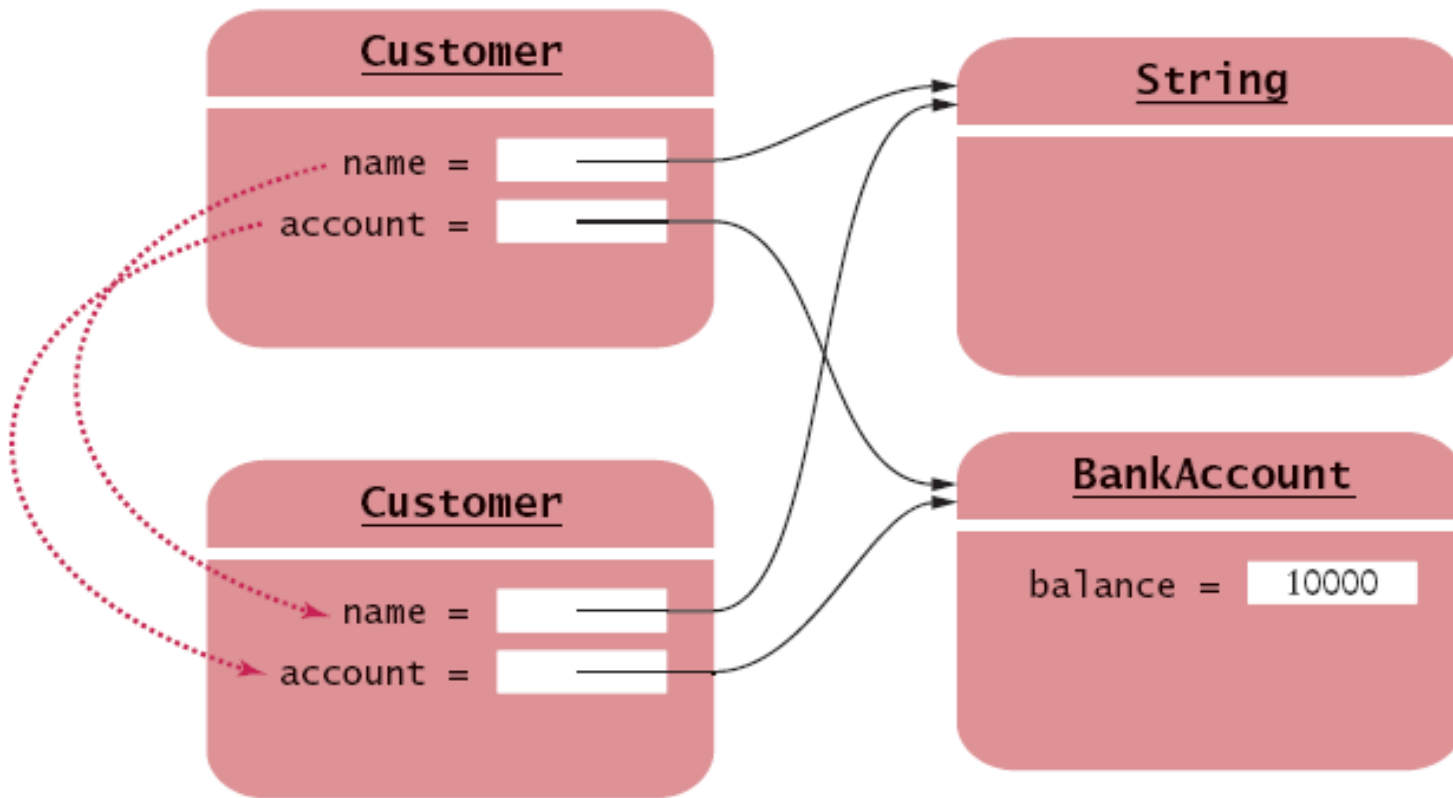 Customer
name =
account =
String
Customer
name =
account =
BankAccount
balance = 10000